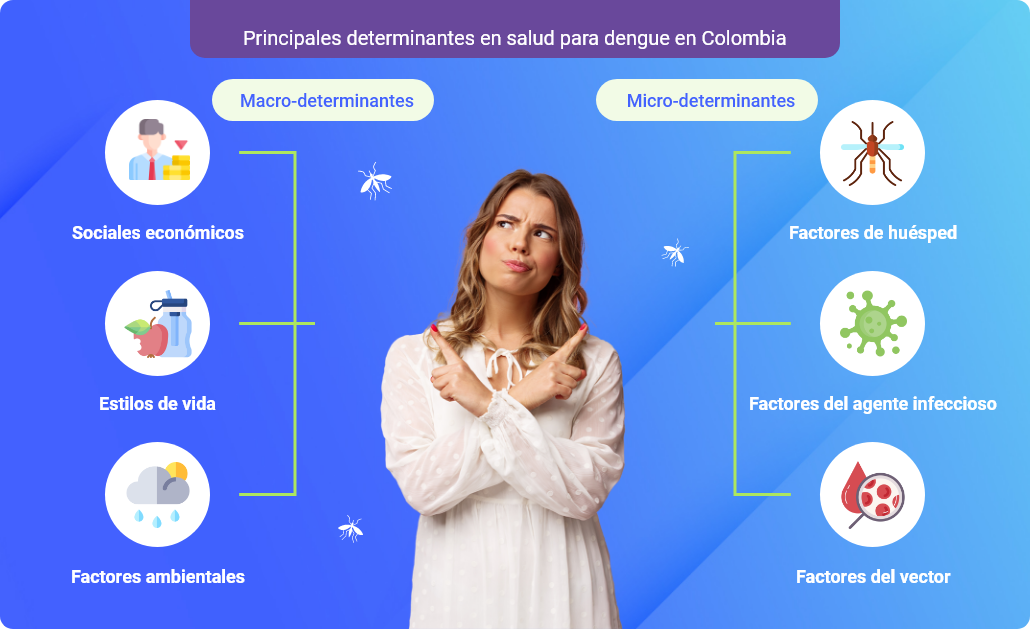 Principales determinantes en salud para dengue en Colombia
Macro-determinantes
Micro-determinantes
Sociales económicos
Factores de huésped
Estilos de vida
Factores del agente infeccioso
Factores ambientales
Factores del vector